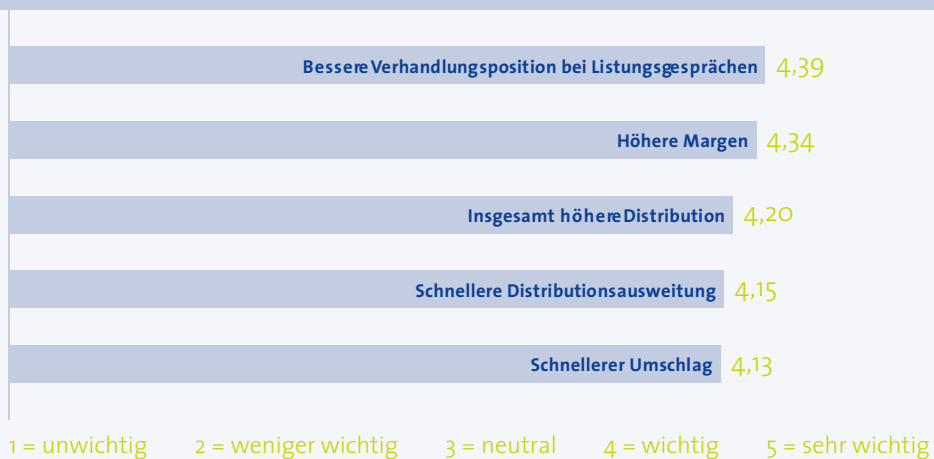 Bessere Verhandlungsposition bei Listungsgesprächen 4,39
Höhere Margen 4,34
Insgesamt höhere Distribution 4,20
Schnellere Distributionsausweitung 4,15
Schnellerer Umschlag 4,13
1 = unwichtig 2 = weniger wichtig 3 = neutral 4 = wichtig 5 = sehr wichtig